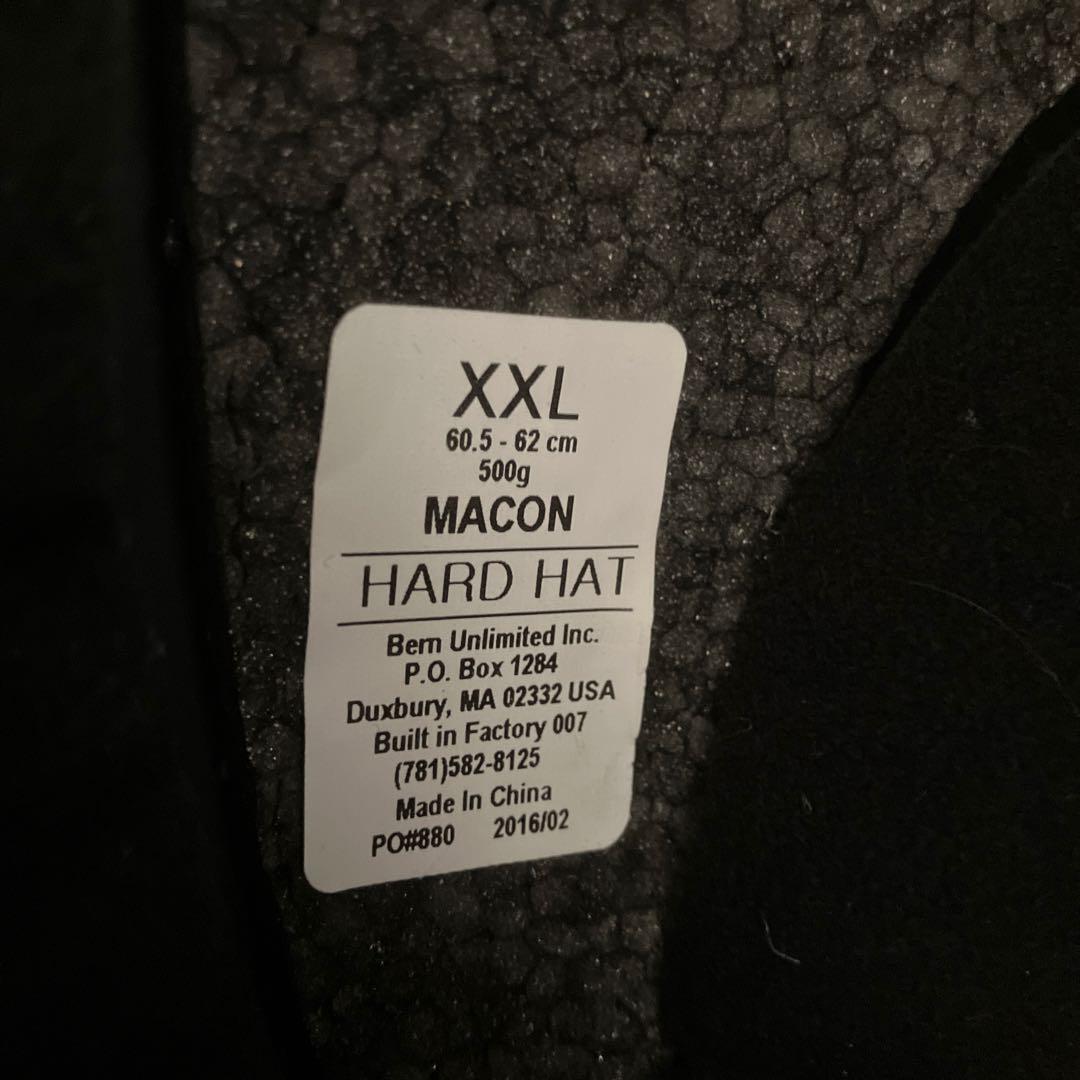 XXL
60.5 - 62 cm
500g
MACON
HARD HAT
Bern Unlimited Inc.
P.O. Box 1284
Duxbury, MA 02332 USA
Built in Factory 007
(781)582-8125
Made In China
PO#880 2016/02